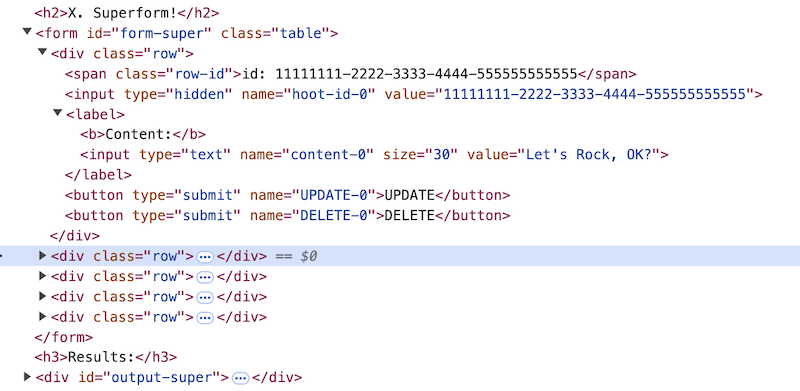 <h2>X. Superform!</h2>
▼<form id="form-super" class="table">
▼<div class="row">
<span class="row-id">id: 11111111-2222-3333-4444-555555555555</span>
<input type="hidden" name="hoot-id-0" value="11111111-2222-3333-4444-555555555555">
▼<label>
<b>Content:</b>
<input type="text" name="content-0" size="30" value="Let's Rock, OK?">
</label>
<button type="submit" name="UPDATE-0">UPDATE</button>
<button type="submit" name="DELETE-0">DELETE</button>
</div>
▶<div class="row">⋯</div> == $0
▶<div class="row">⋯</div>
▶<div class="row">⋯</div>
▶<div class="row">⋯</div>
</form>
<h3>Results:</h3>
▶<div id="output-super">⋯</div>